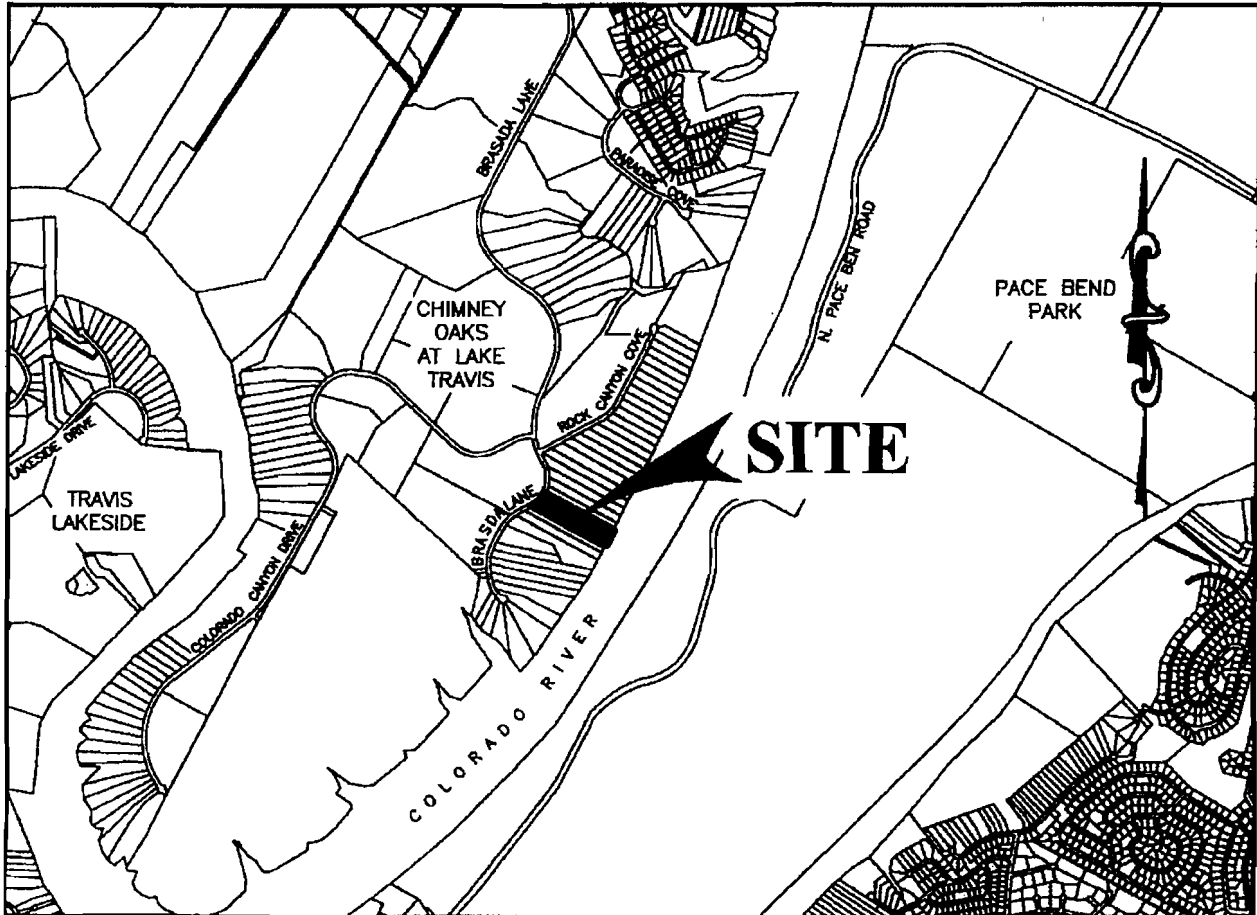 BRASADA LANE
PARADISE COVE
N. PACE BEN ROAD
PACE BEND
PARK
CHIMNEY
OAKS
AT LAKE
TRAVIS
ROCK CANYON COVE
SITE
LAKESIDE DRIVE
TRAVIS
LAKESIDE
BRASDA LANE
COLORADO CANYON DRIVE
COLORADO RIVER